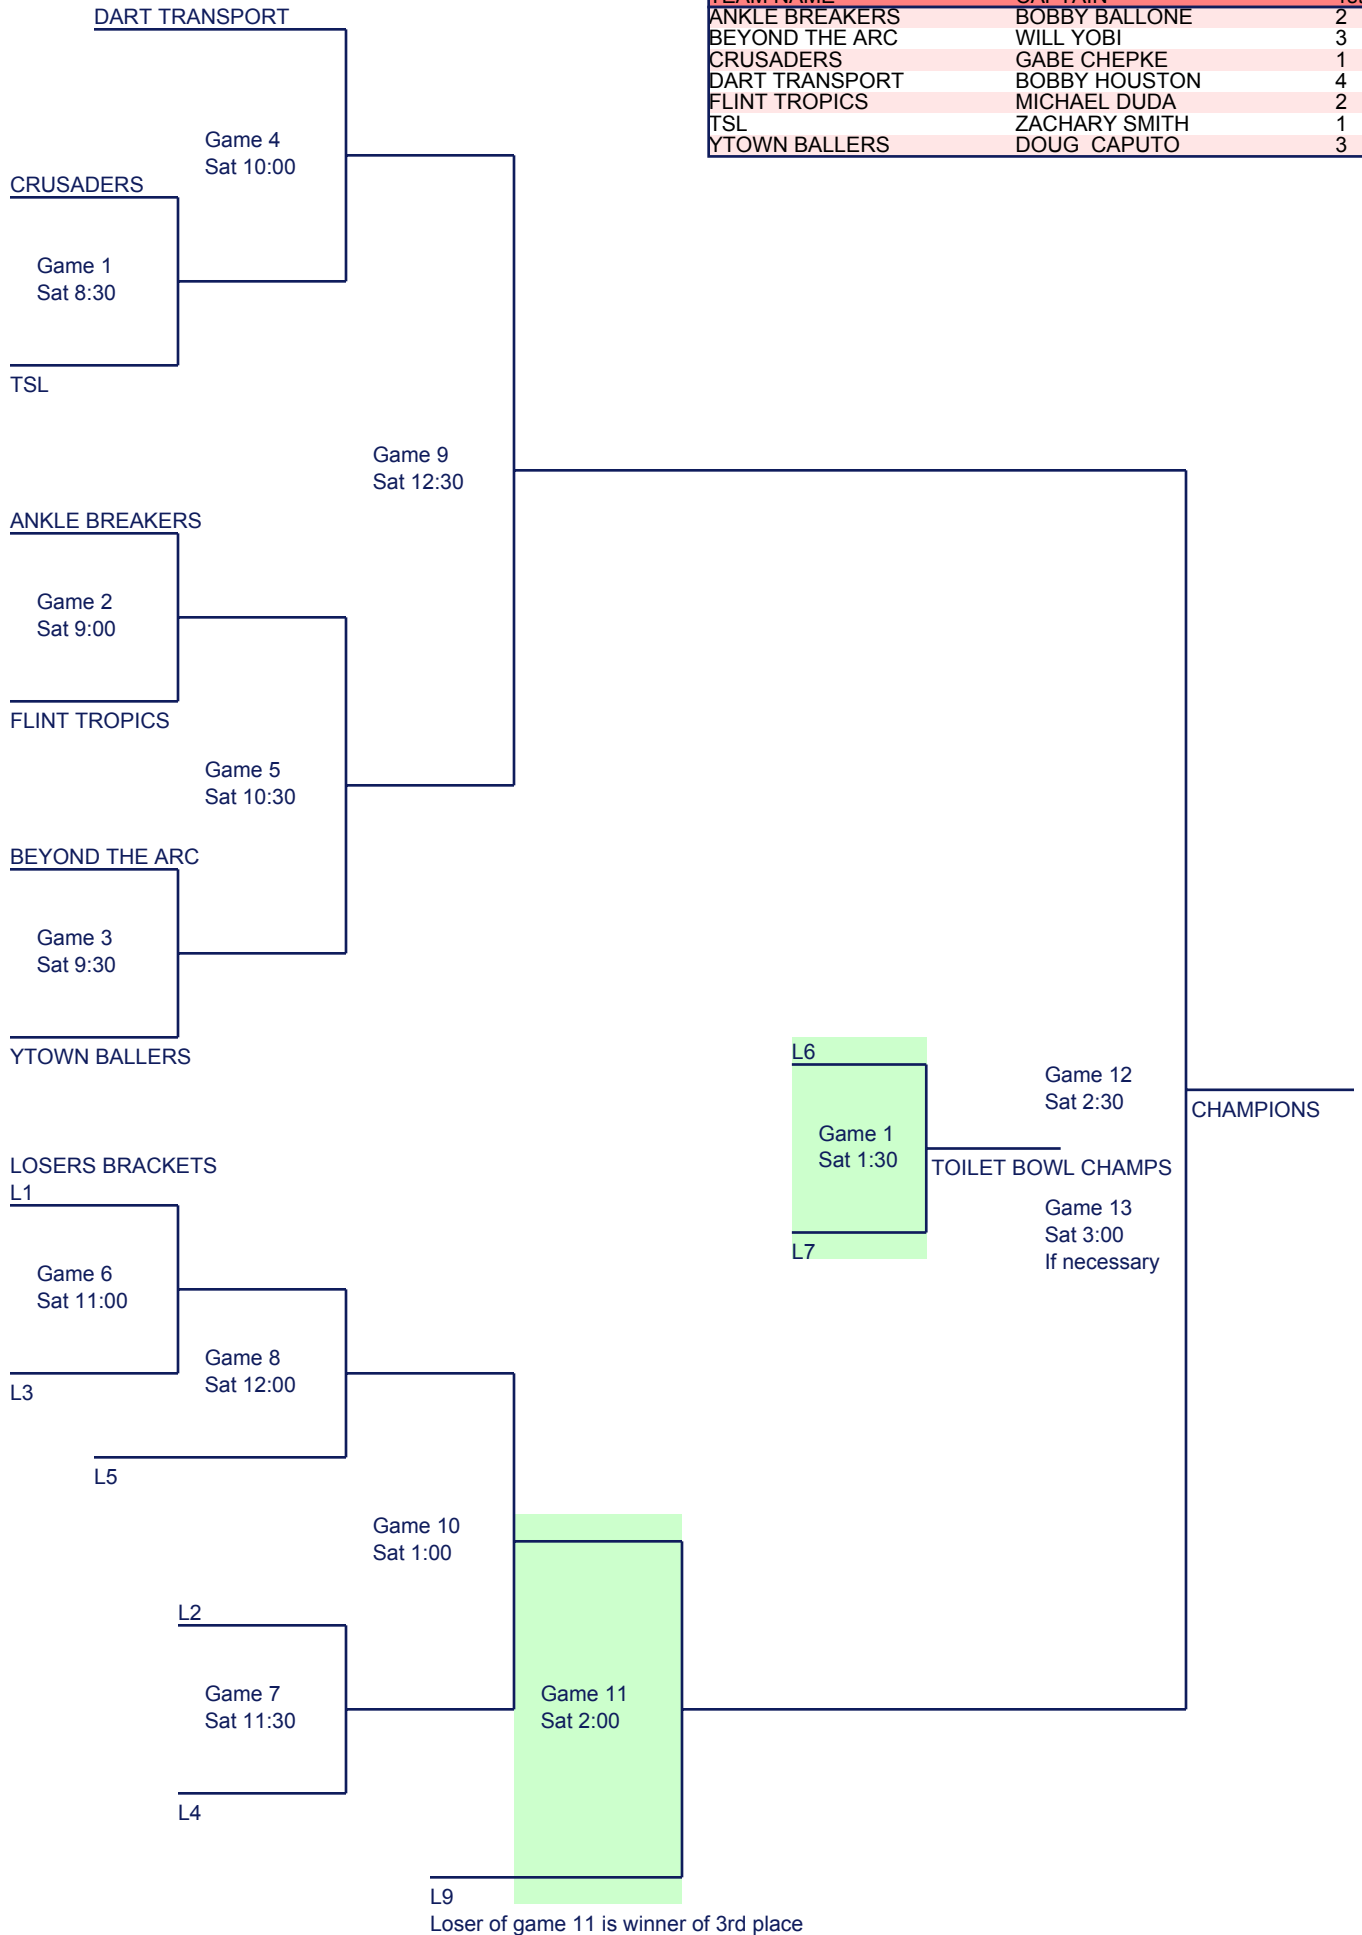 DART TRANSPORT
ANKLE BREAKERS BOBBY BALLONE 2
BEYOND THE ARC WILL YOBI 3
CRUSADERS GABE CHEPKE 1
DART TRANSPORT BOBBY HOUSTON 4
FLINT TROPICS MICHAEL DUDA 2
TSL ZACHARY SMITH 1
YTOWN BALLERS DOUG CAPUTO 3
Game 4
Sat 10:00
CRUSADERS
Game 1
Sat 8:30
TSL
Game 9
Sat 12:30
ANKLE BREAKERS
Game 2
Sat 9:00
FLINT TROPICS
Game 5
Sat 10:30
BEYOND THE ARC
Game 3
Sat 9:30
YTOWN BALLERS
L6
Game 12
Sat 2:30
CHAMPIONS
Game 1
Sat 1:30
TOILET BOWL CHAMPS
Game 13
Sat 3:00
If necessary
L7
LOSERS BRACKETS
L1
Game 6
Sat 11:00
L3
Game 8
Sat 12:00
L5
Game 10
Sat 1:00
L2
Game 7
Sat 11:30
L4
Game 11
Sat 2:00
L9
Loser of game 11 is winner of 3rd place